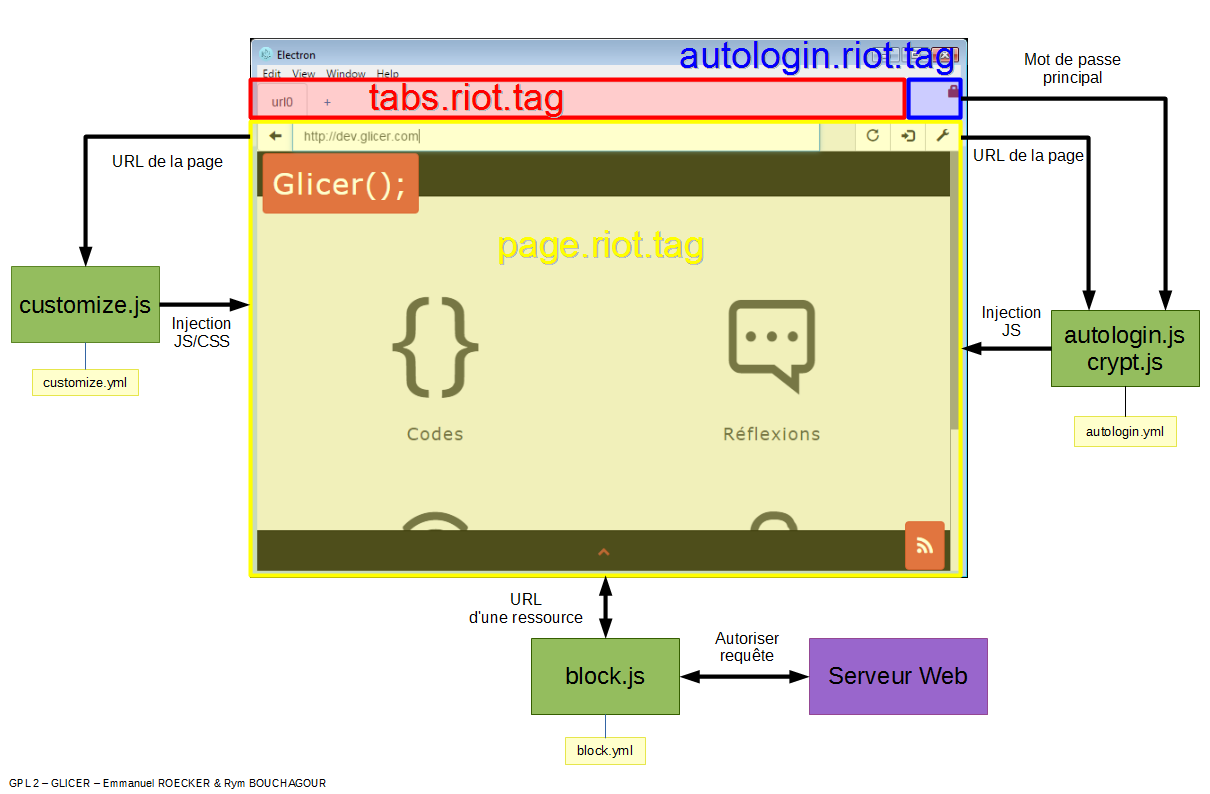 Electron
autologin.riot.tag
Edit View Window Help
url0 +
tabs.riot.tag
Mot de passe
principal
http://dev.glicer.com
URL de la page
URL de la page
Glicer();
page.riot.tag
customize.js
Injection
JS/CSS
customize.yml
Injection
JS
autologin.js
crypt.js
autologin.yml
{}
Codes
Réflexions
URL
d'une ressource
block.js
Autoriser
requête
Serveur Web
block.yml
GPL 2 – GLICER – Emmanuel ROECKER & Rym BOUCHAGOUR